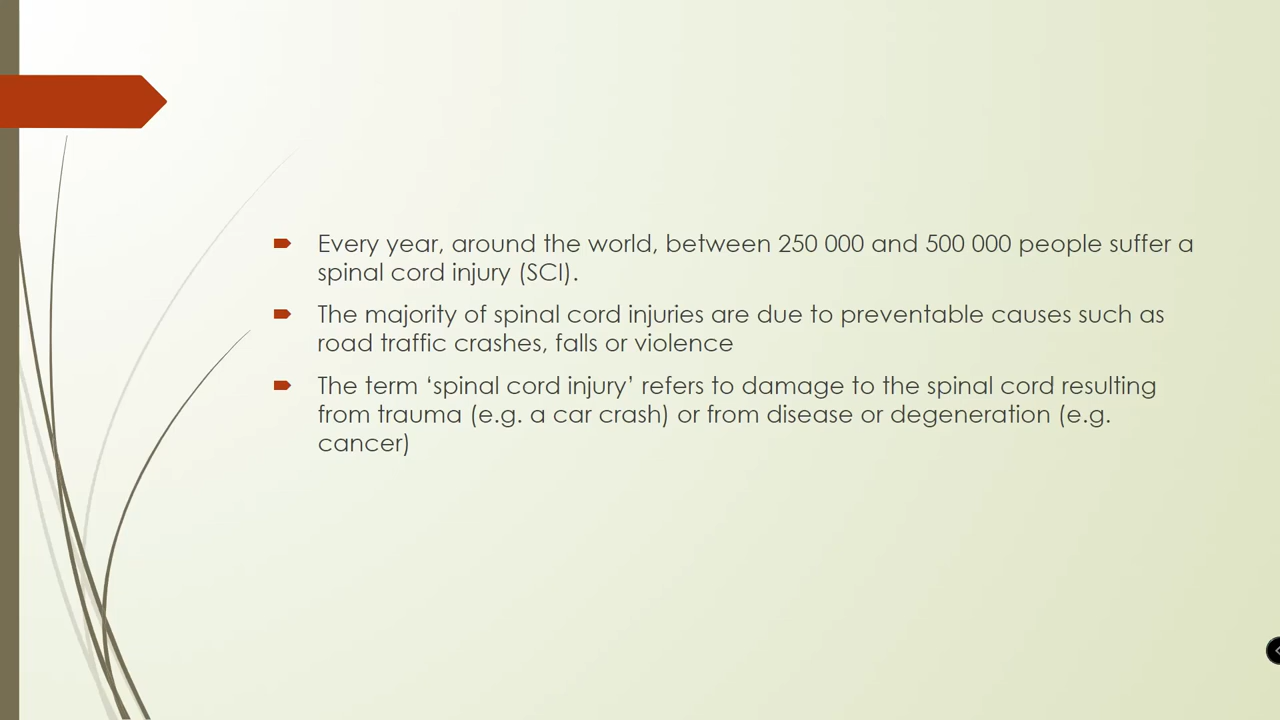 Every year, around the world, between 250 000 and 500 000 people suffer a
spinal cord injury (SCI).
The majority of spinal cord injuries are due to preventable causes such as
road traffic crashes, falls or violence
The term ‘spinal cord injury’ refers to damage to the spinal cord resulting
from trauma (e.g. a car crash) or from disease or degeneration (e.g.
cancer)